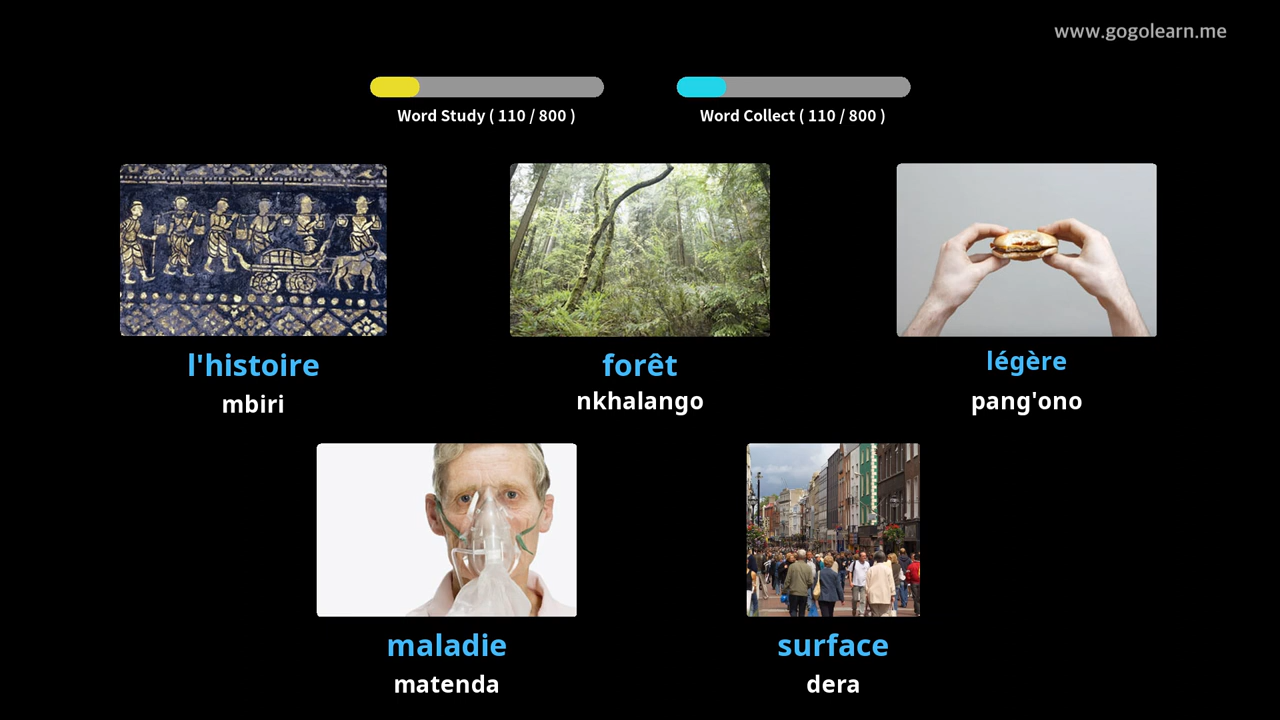 www.gogolearn.me
Word Study ( 110 / 800 )
Word Collect ( 110 / 800 )
l'histoire
mbiri
forêt
nkhalango
légère
pang'ono
maladie
matenda
surface
dera